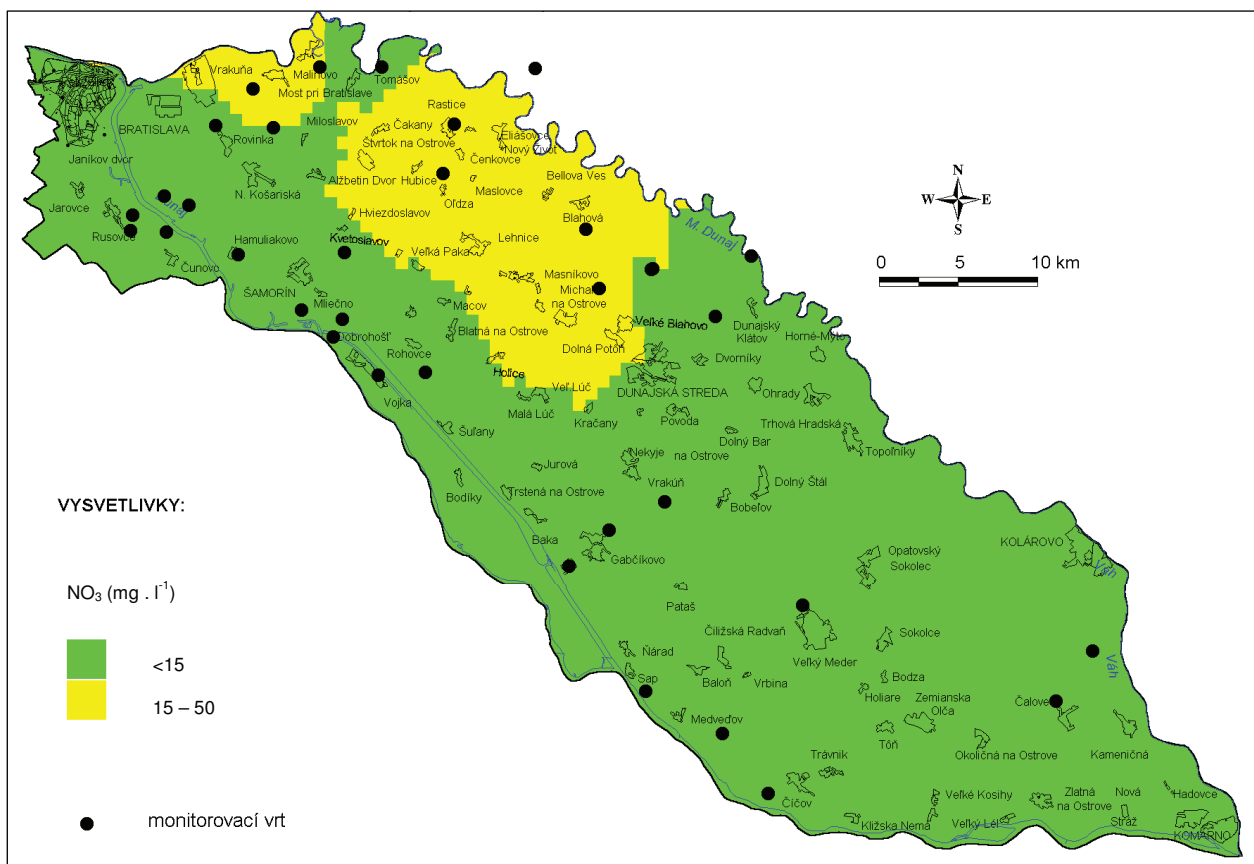 Vrakuňa
Malinovo
Tomášov
Most pri Bratislave
BRATISLAVA
Miloslavov
Rovinka
Rastice
Čakany
Eliášovce
Štvrtok na Ostrove
Nový Život
Čenkovce
Janíkov dvôr
Alžbetin Dvor
Hubice
Maslovce
Bellova Ves
N. Košariská
Jarovce
Oľdza
Dunaj
Hviezdoslavov
Blahová
Rusovce
Hamuliakovo
Kvetoslavov
Lehnice
M. Dunaj
Veľká Paka
Čunovo
N
W
E
S
0
5
10 km
Masníkovo
Michal
na Ostrove
ŠAMORÍN
Mliečno
Macov
Dunajský
Klátov
Blatná na Ostrove
Veľké Blahovo
Horné-Mýto
Dobrohošť
Rohovce
Dolná Potôň
Dvorníky
Holice
Vojka
Veľ Lúč
DUNAJSKÁ STREDA
Ohrady
Malá Lúč
Kračany
Povoda
Trhová Hradská
Šuľany
Dolný Bar
Topoľníky
Nekyje na Ostrove
Jurová
Vrakúň
Dolný Štál
Bodíky
Trstená na Ostrove
Bobeľov
VYSVETLIVKY:
Baka
Gabčíkovo
KOLÁROVO
Opatovský
Sokolec
Váh
NO₃ (mg . l⁻¹)
Pataš
Čiližská Radvaň
Sokolce
<15
Ňárad
Veľký Meder
Váh
Sap
Baloň
Vrbina
Bodza
Holiare
Zemianska
Olča
Čalovec
15 – 50
Medveďov
Tôň
Okoličná na Ostrove
Kameničná
Trávnik
Číčov
Veľké Kosihy
Zlatná
na Ostrove
Nová
Stráž
Hadovce
monitorovací vrt
Kližska Nemá
Veľký Lél
KOMÁRNO